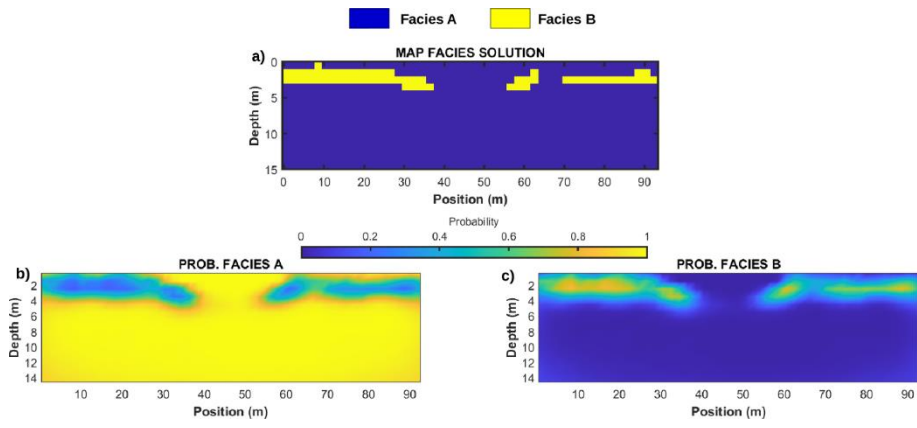 Facies A Facies B
a) MAP FACIES SOLUTION
0
5
10
15
Depth (m)
0 10 20 30 40 50 60 70 80 90
Position (m)
Probability
0 0.2 0.4 0.6 0.8 1
b) PROB. FACIES A
2
4
6
8
10
12
14
Depth (m)
10 20 30 40 50 60 70 80 90
Position (m)
c) PROB. FACIES B
2
4
6
8
10
12
14
Depth (m)
10 20 30 40 50 60 70 80 90
Position (m)